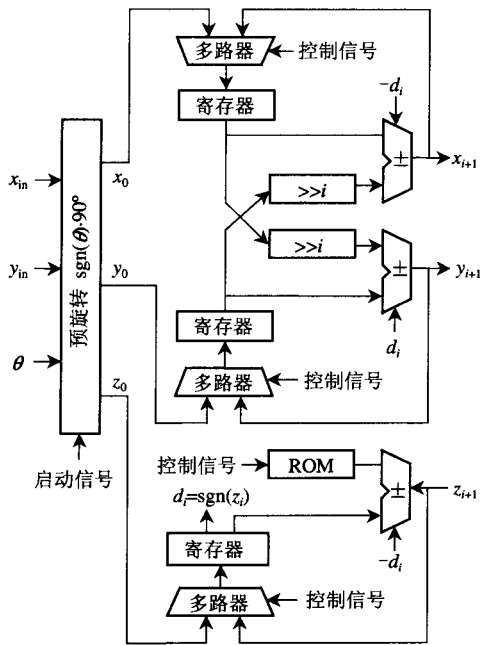 多路器
控制信号
寄存器
-d_i
±
x_{i+1}
x_in
x_0
>>i
>>i
y_in
y_0
±
y_{i+1}
预旋转 sgn(θ)·90°
寄存器
d_i
θ
多路器
控制信号
z_0
启动信号
控制信号
ROM
d_i=sgn(z_i)
±
z_{i+1}
寄存器
-d_i
多路器
控制信号